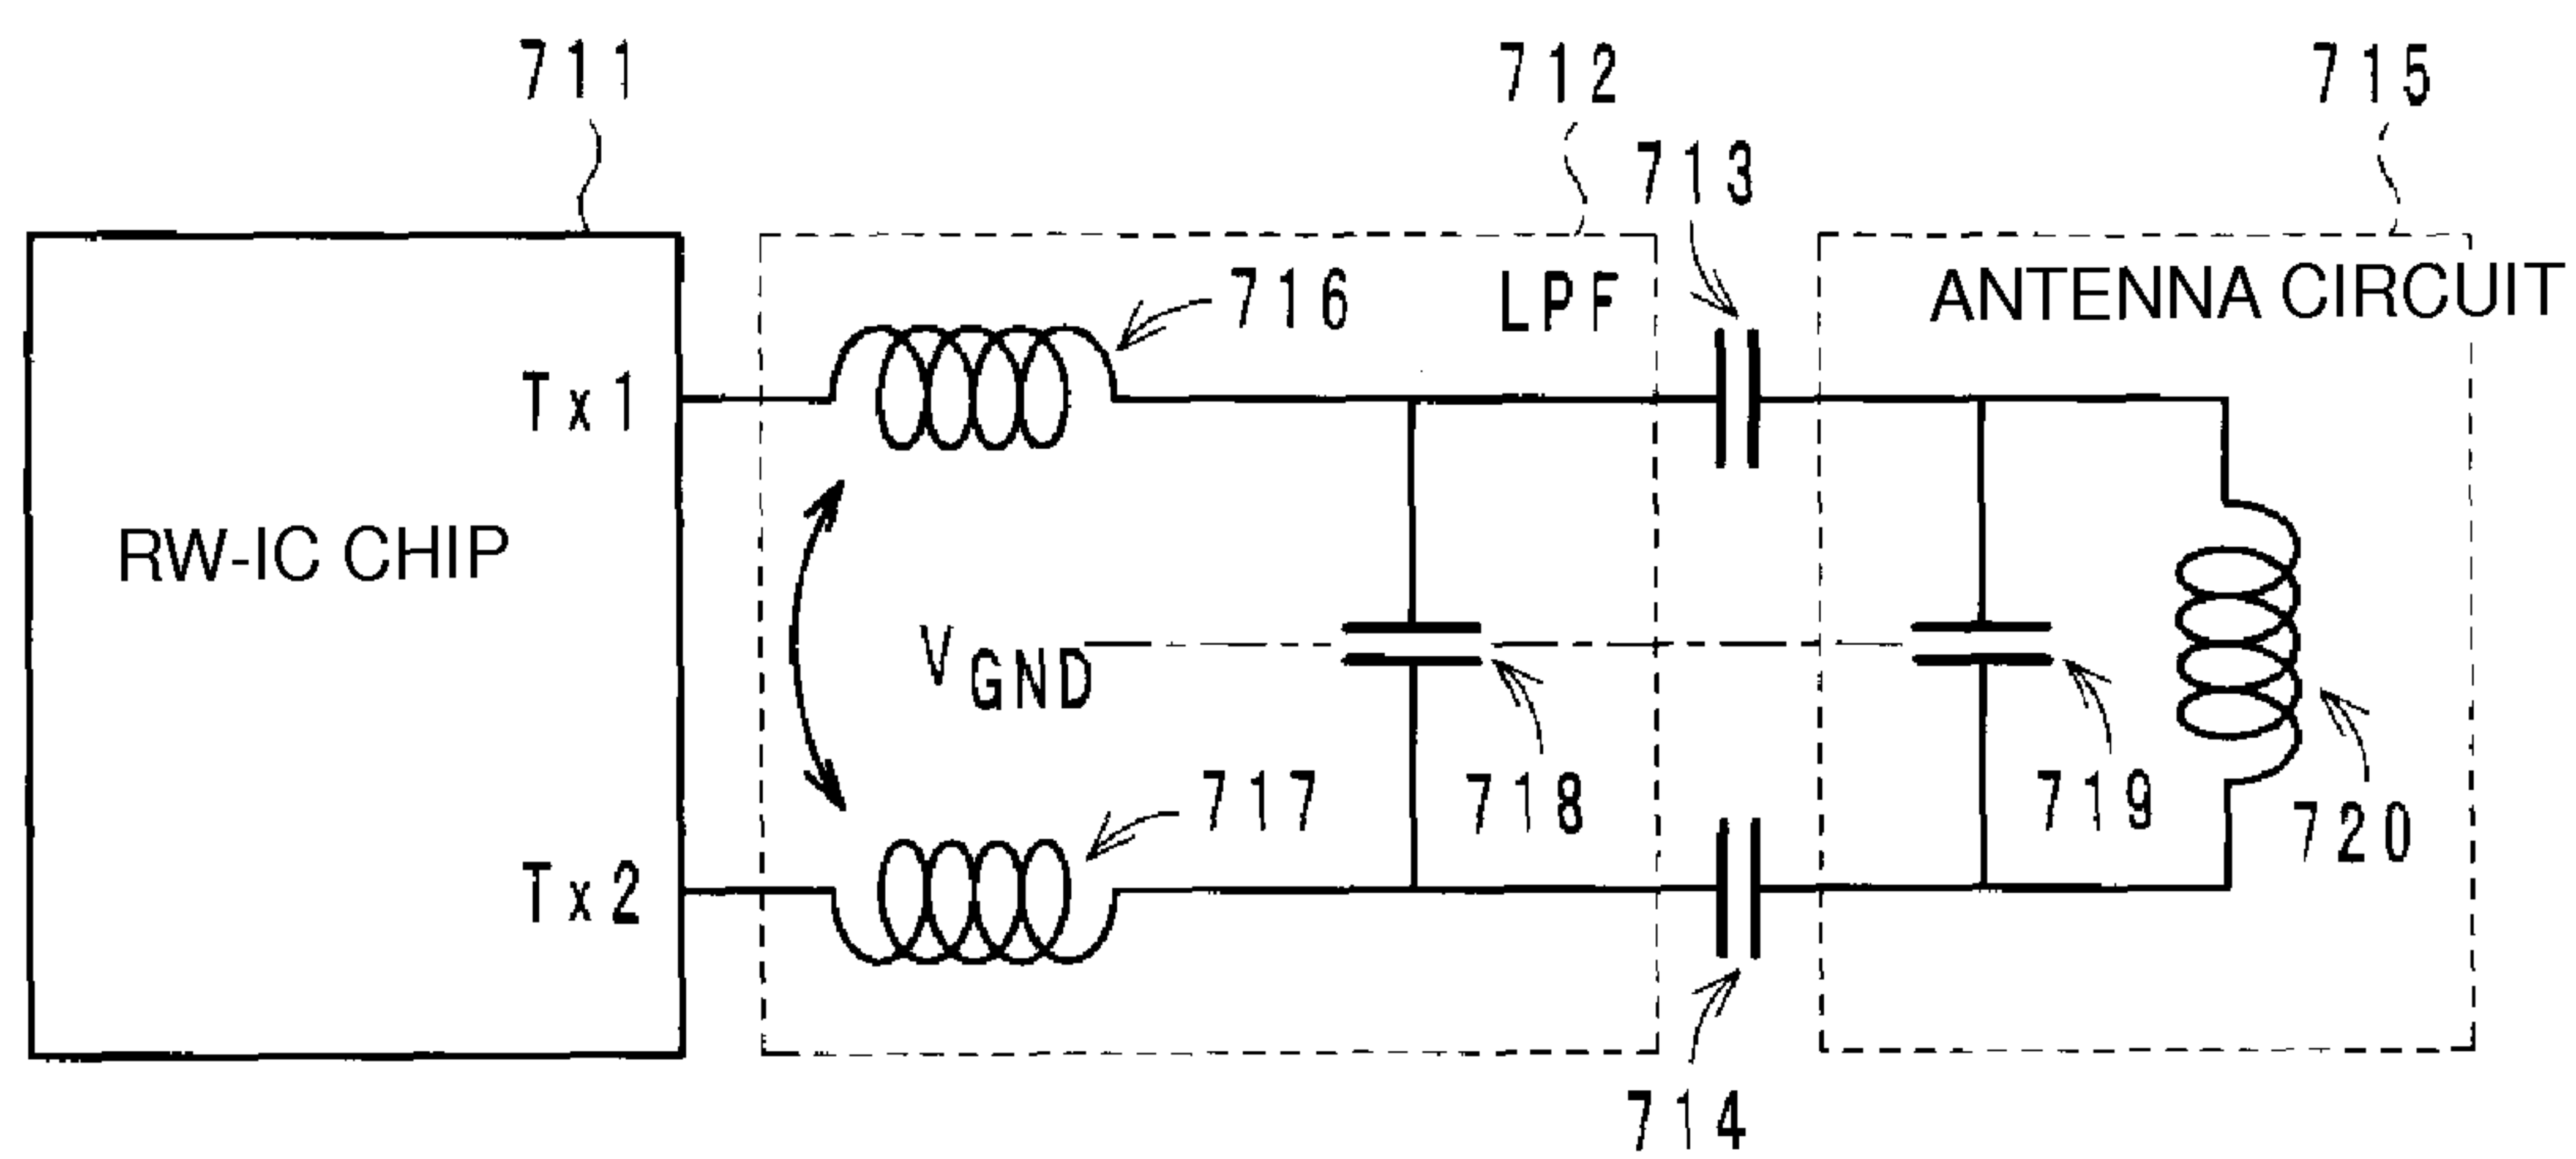 711
712
715
713
716
LPF
ANTENNA CIRCUIT
Tx1
RW-IC CHIP
VGND
717
718
719
720
Tx2
714